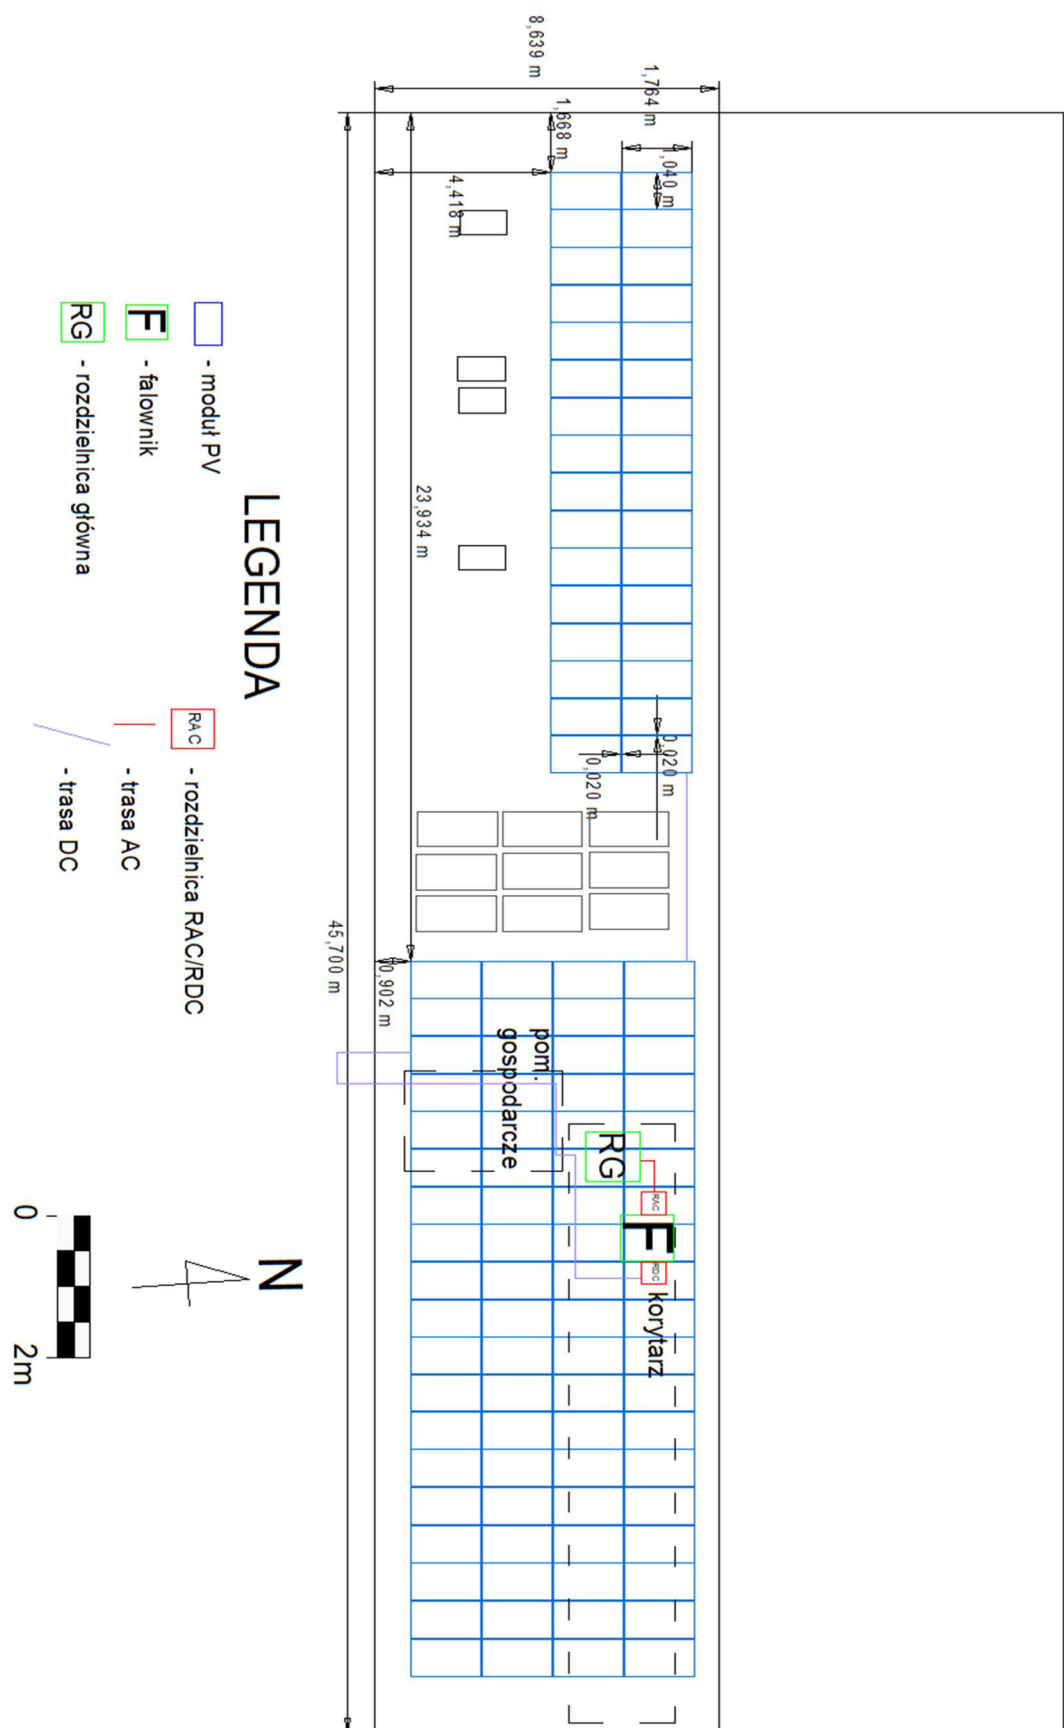 8,639 m
1,764 m
1,668 m
1,040 m
4,418 m
23,934 m
0,020 m
0,020 m
45,700 m
0,902 m
pom.
gospodarcze
RG
RAC
F
RDC
korytarz
LEGENDA
- moduł PV
F - falownik
RG - rozdzielnica główna
RAC - rozdzielnica RAC/RDC
- trasa AC
- trasa DC
N
0 2m